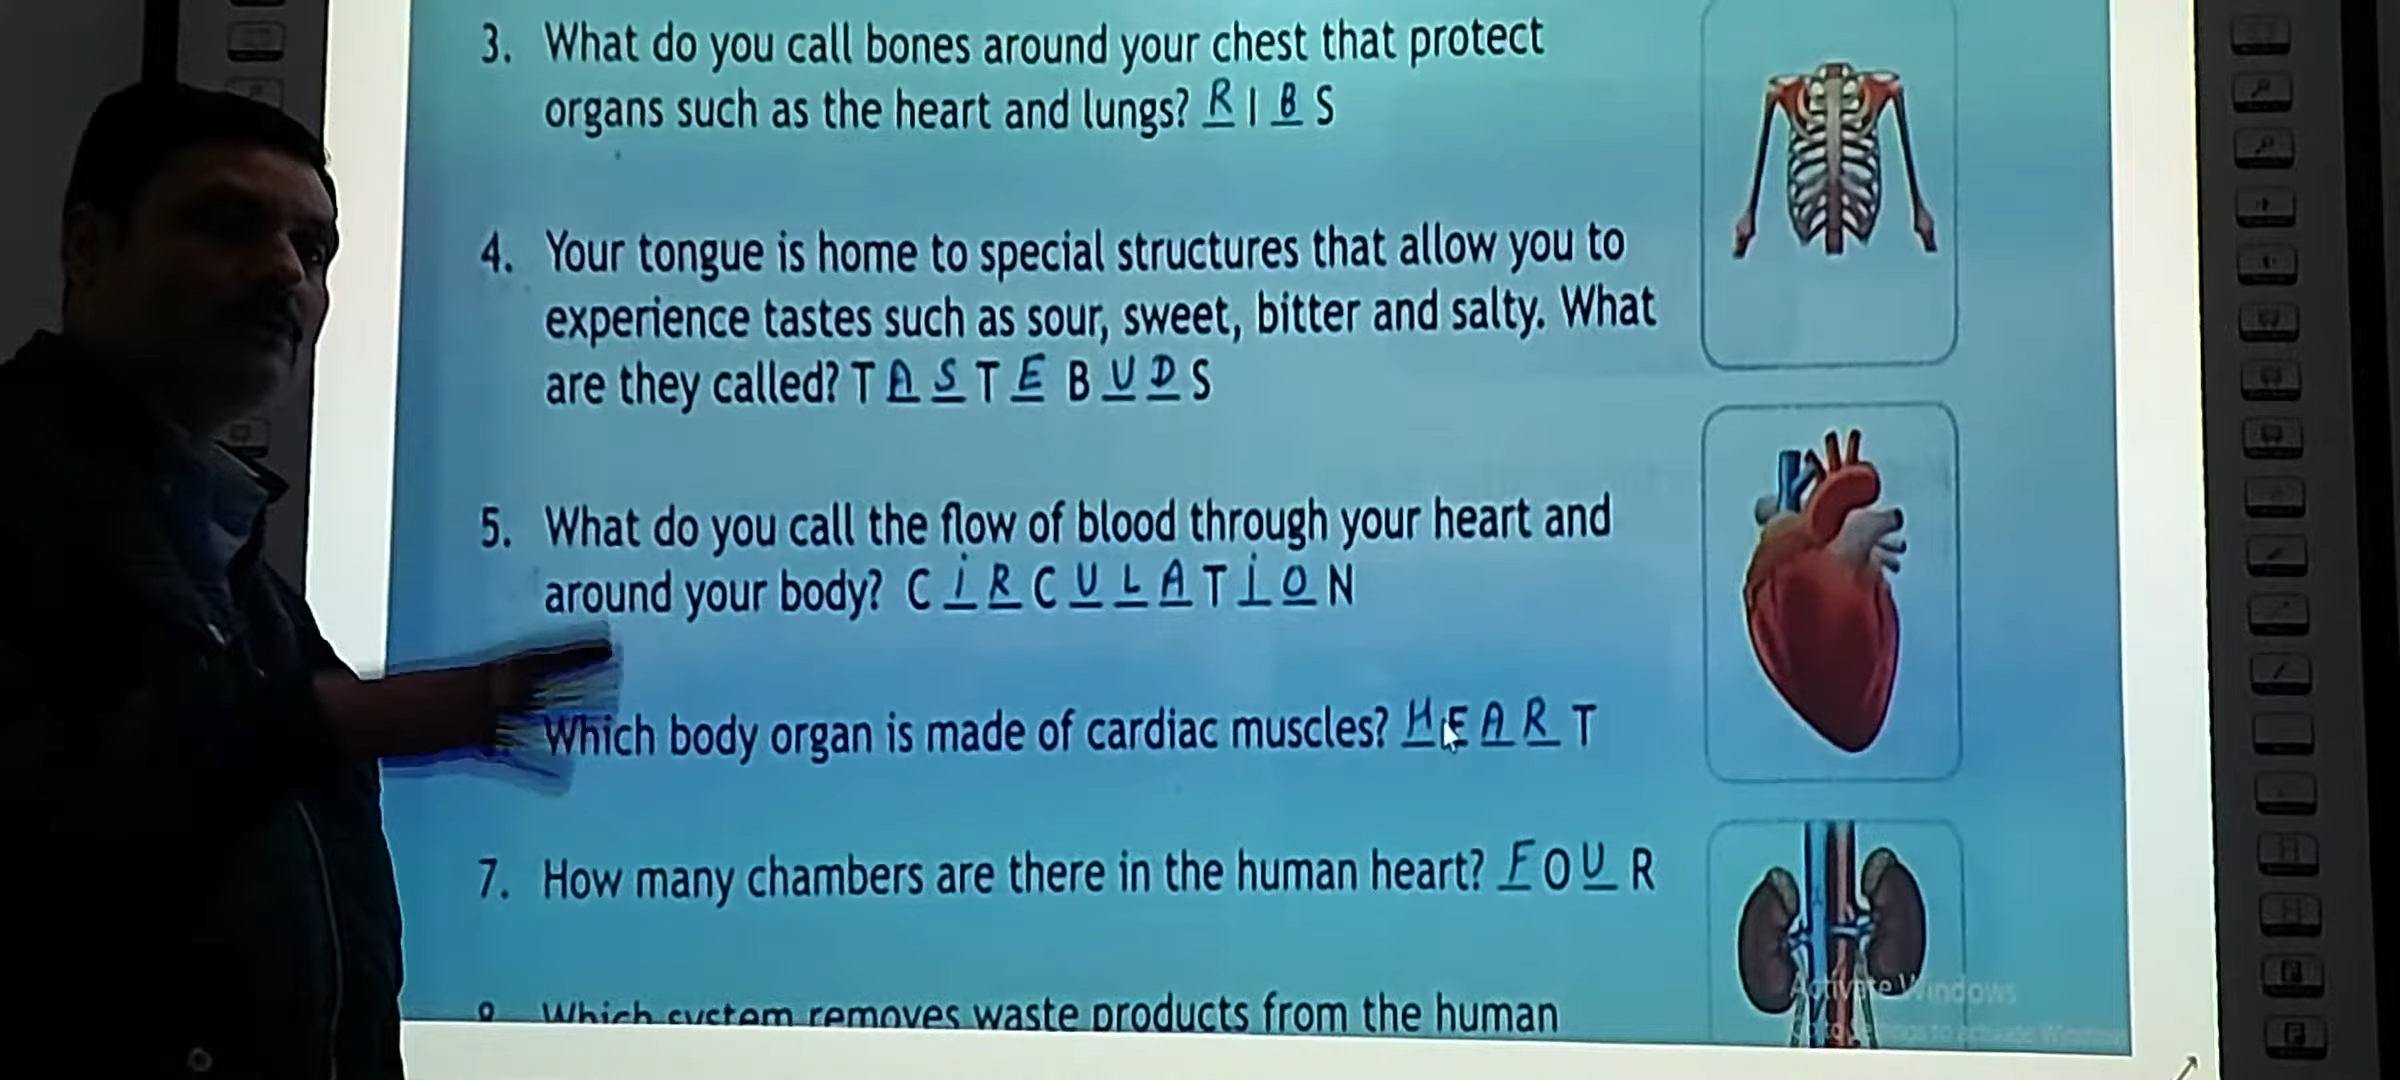 3. What do you call bones around your chest that protect
organs such as the heart and lungs? R I B S
4. Your tongue is home to special structures that allow you to
experience tastes such as sour, sweet, bitter and salty. What
are they called? T A S T E B U D S
5. What do you call the flow of blood through your heart and
around your body? C i R C U L A T i O N
Which body organ is made of cardiac muscles? H E A R T
7. How many chambers are there in the human heart? F O U R
Which system removes waste products from the human
Activate Windows